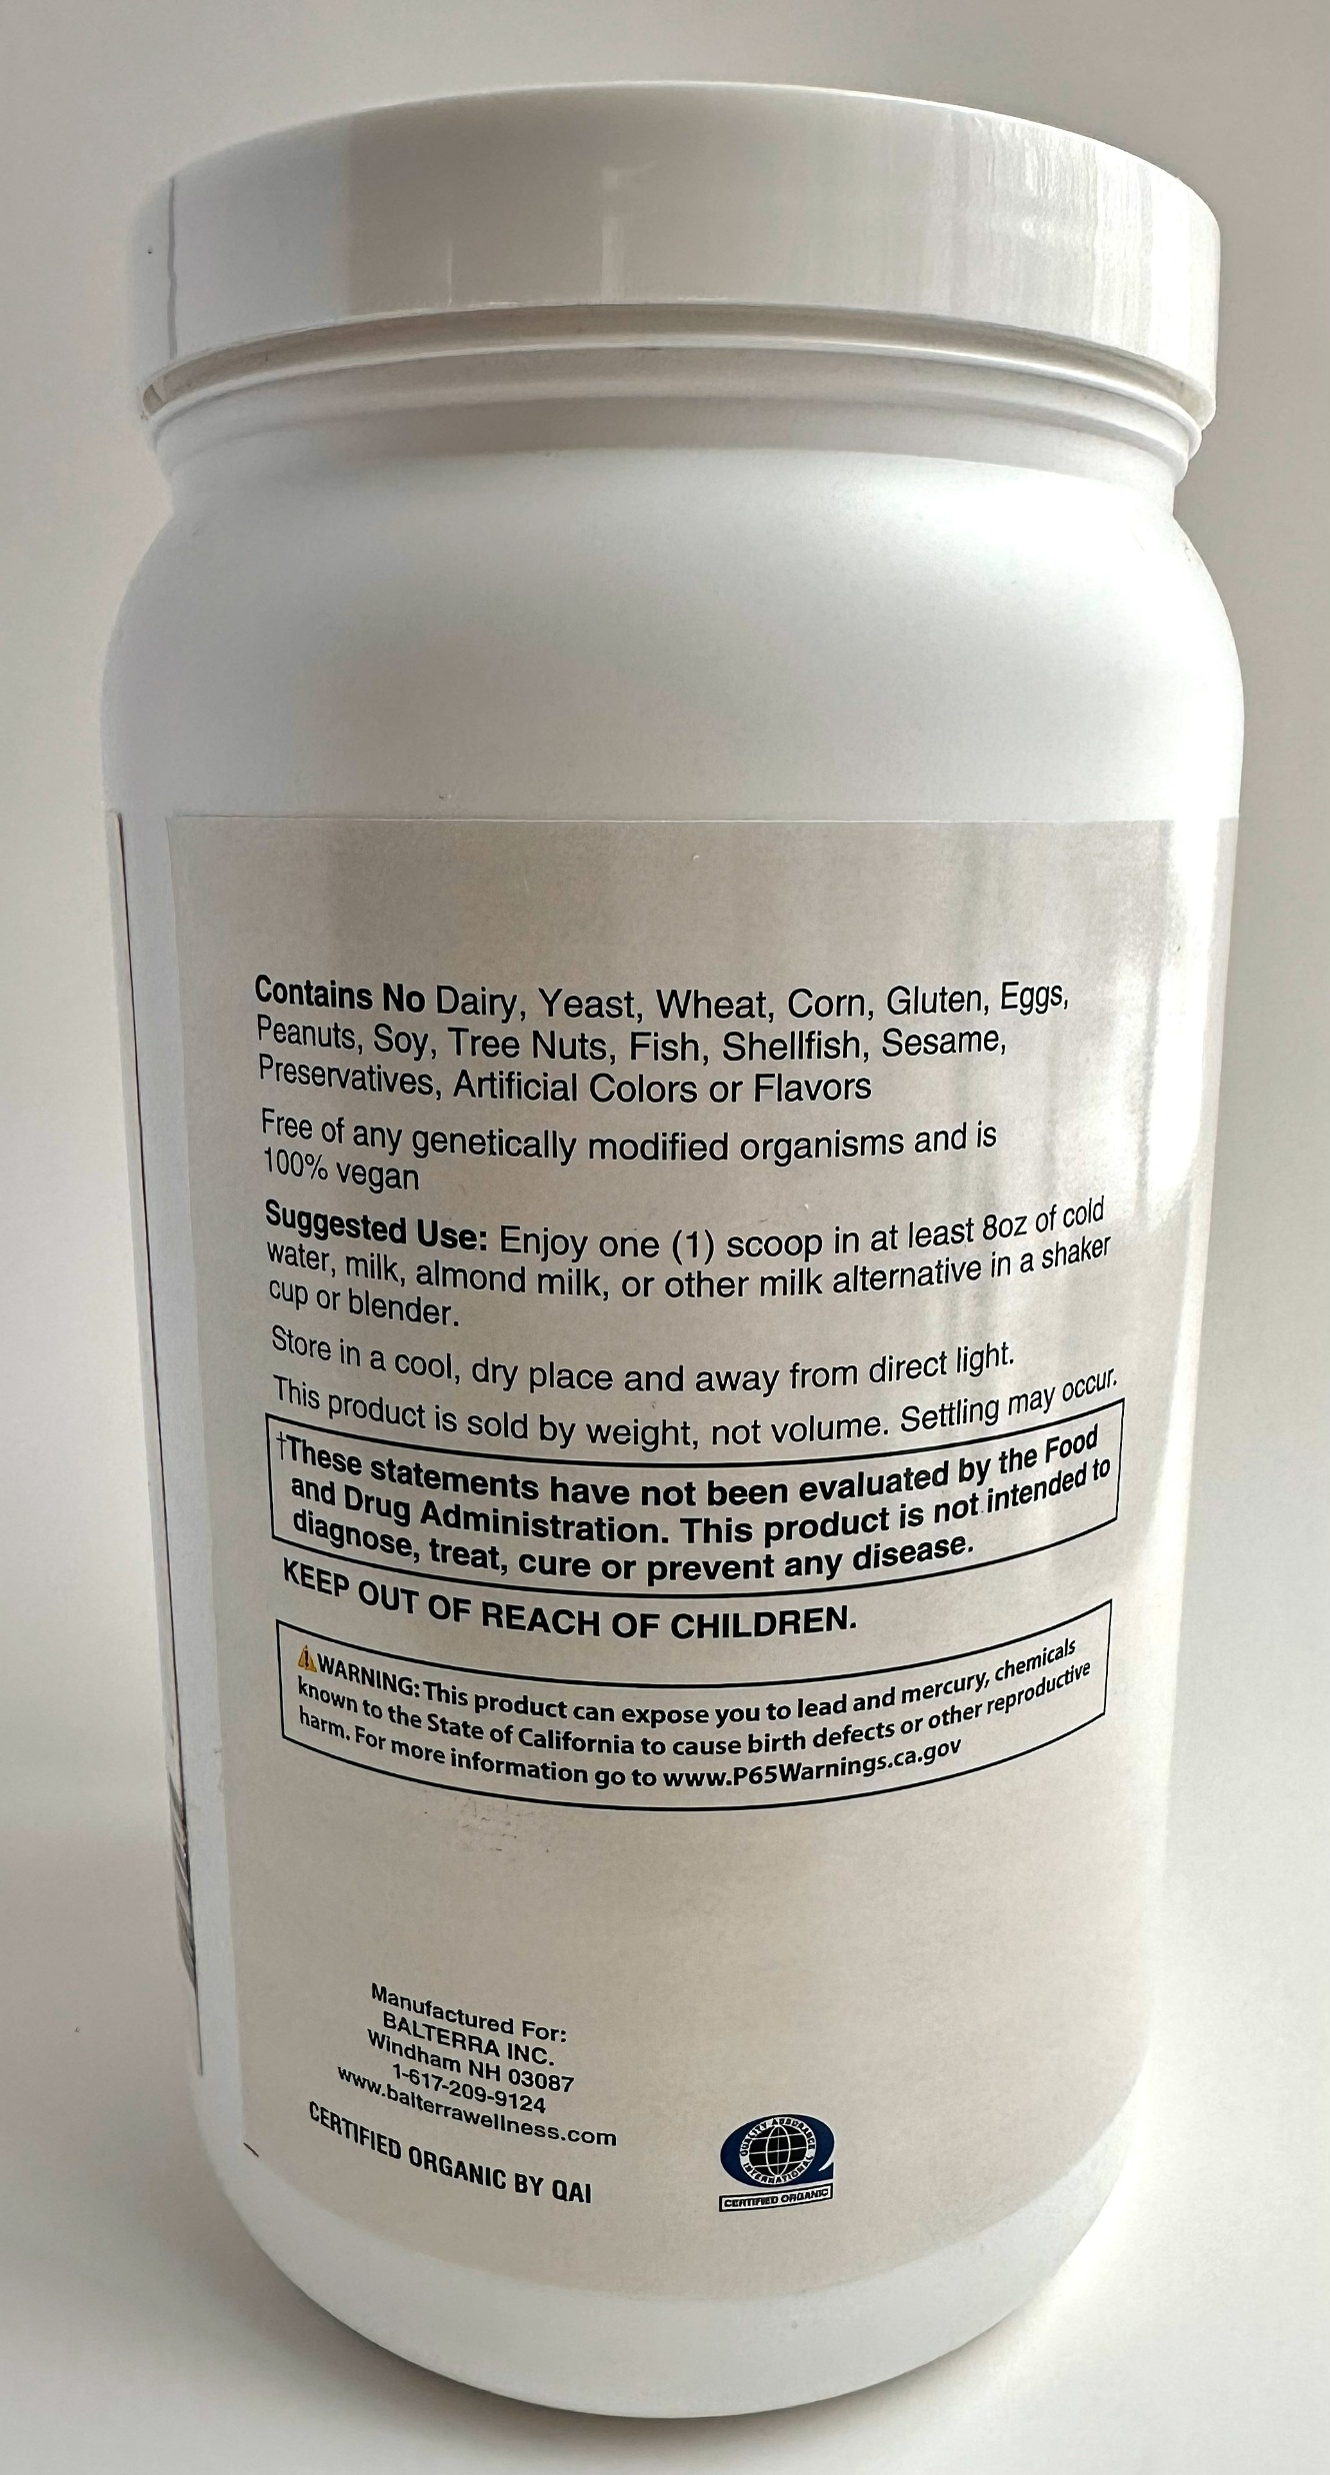 Contains No Dairy, Yeast, Wheat, Corn, Gluten, Eggs,
Peanuts, Soy, Tree Nuts, Fish, Shellfish, Sesame,
Preservatives, Artificial Colors or Flavors
Free of any genetically modified organisms and is
100% vegan
Suggested Use: Enjoy one (1) scoop in at least 8oz of cold
water, milk, almond milk, or other milk alternative in a shaker
cup or blender.
Store in a cool, dry place and away from direct light.
This product is sold by weight, not volume. Settling may occur.
†These statements have not been evaluated by the Food
and Drug Administration. This product is not intended to
diagnose, treat, cure or prevent any disease.
KEEP OUT OF REACH OF CHILDREN.
⚠WARNING: This product can expose you to lead and mercury, chemicals
known to the State of California to cause birth defects or other reproductive
harm. For more information go to www.P65Warnings.ca.gov
Manufactured For:
BALTERRA INC.
Windham NH 03087
1-617-209-9124
www.balterrawellness.com
CERTIFIED ORGANIC BY QAI
QUALITY ASSURANCE
INTERNATIONAL
CERTIFIED ORGANIC